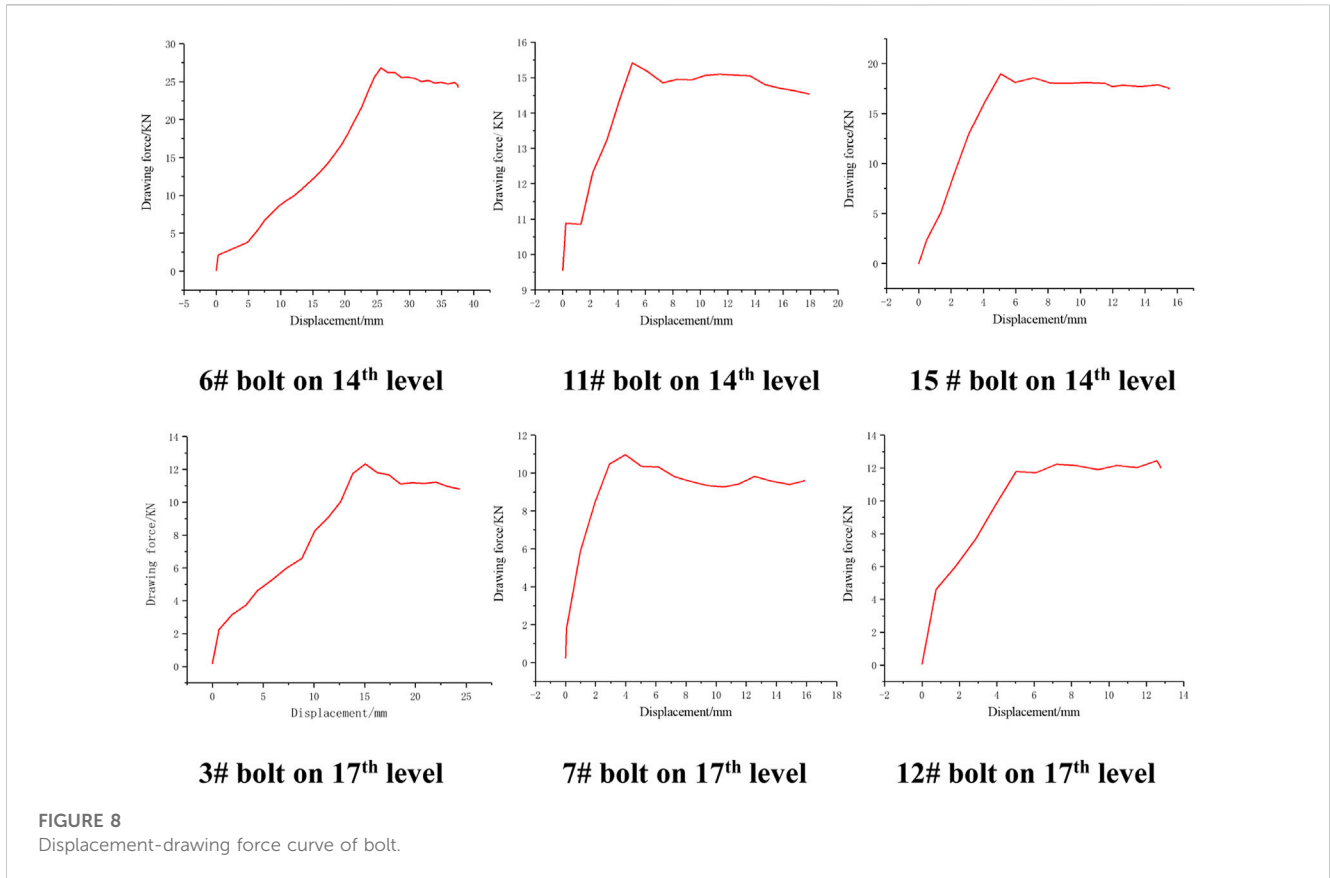 30
25
20
15
10
5
0
Drawing force/KN
-5 0 5 10 15 20 25 30 35 40
Displacement/mm
6# bolt on 14th level
16
15
14
13
12
11
10
9
Drawing force/ KN
-2 0 2 4 6 8 10 12 14 16 18 20
Displacement/mm
11# bolt on 14th level
20
15
10
5
0
Drawing force/KN
-2 0 2 4 6 8 10 12 14 16
Displacement/mm
15 # bolt on 14th level
14
12
10
8
6
4
2
0
Drawing force/KN
0 5 10 15 20 25
Displacement/mm
3# bolt on 17th level
12
10
8
6
4
2
0
Drawing force/KN
-2 0 2 4 6 8 10 12 14 16 18
Displacement/mm
7# bolt on 17th level
14
12
10
8
6
4
2
0
Drawing force/KN
-2 0 2 4 6 8 10 12 14
Displacement/mm
12# bolt on 17th level
FIGURE 8
Displacement-drawing force curve of bolt.